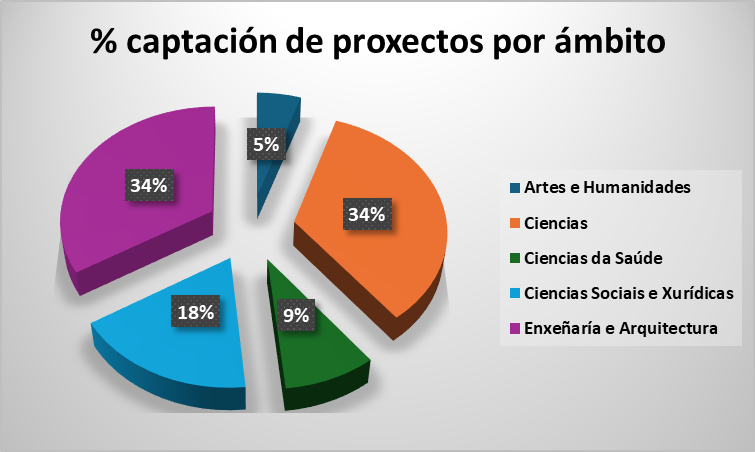 % captación de proxectos por ámbito
5%
34%
34%
18%
9%
Artes e Humanidades
Ciencias
Ciencias da Saúde
Ciencias Sociais e Xurídicas
Enxeñaría e Arquitectura